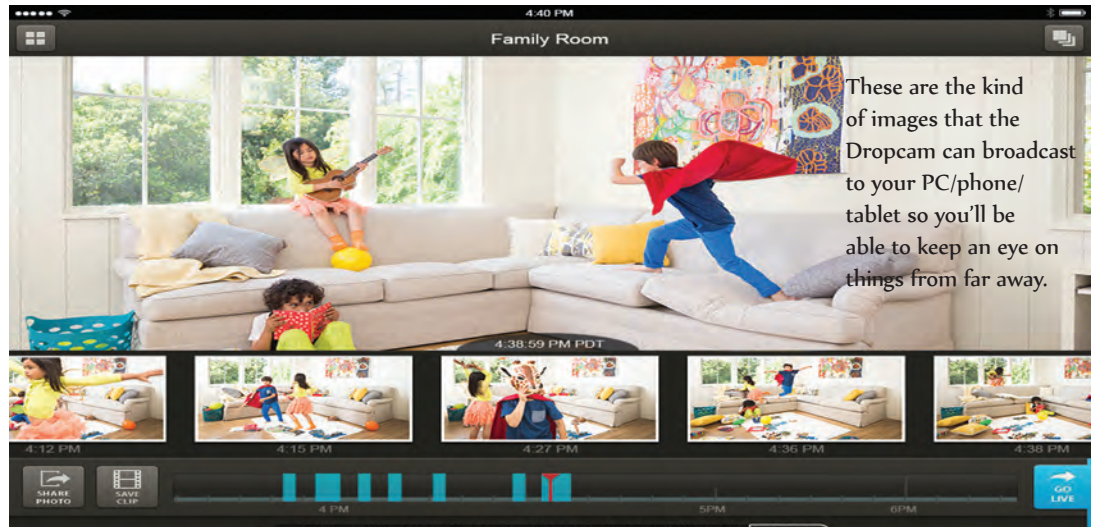 4:40 PM
Family Room
These are the kind
of images that the
Dropcam can broadcast
to your PC/phone/
tablet so you'll be
able to keep an eye on
things from far away.
4:38:59 PM PDT
4:12 PM
4:15 PM
4:27 PM
4:36 PM
4:38 PM
SHARE
PHOTO
SAVE
CLIP
4 PM
5PM
6PM
GO
LIVE